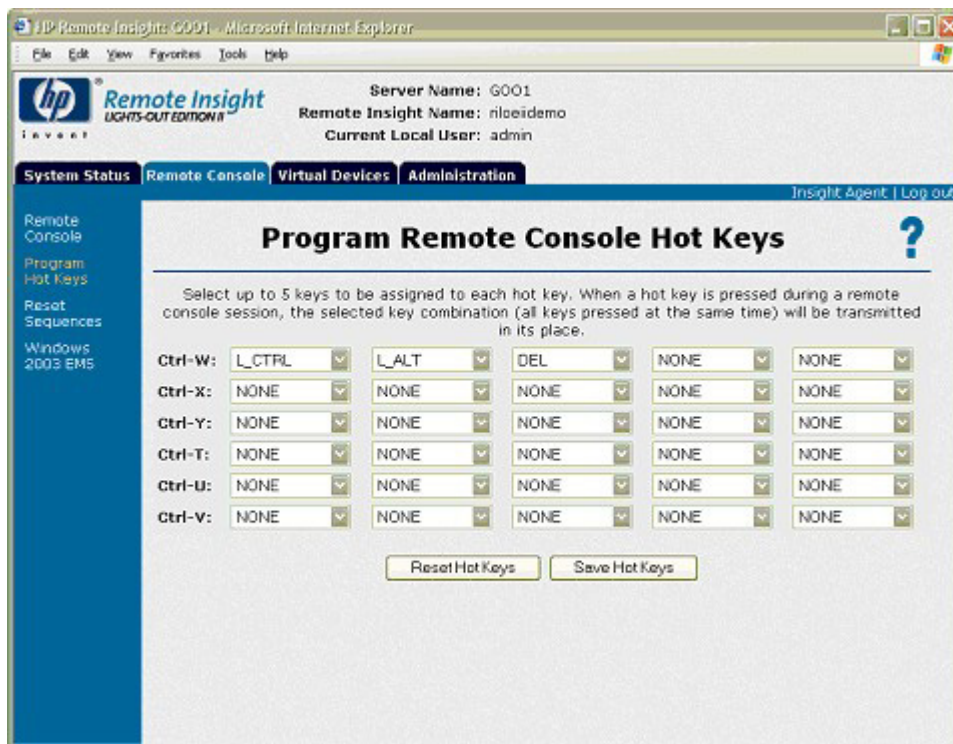 HP Remote Insight: G001 - Microsoft Internet Explorer
File Edit View Favorites Tools Help
hp
invent
Remote Insight
LIGHTS-OUT EDITION II
Server Name: G001
Remote Insight Name: riloeiidemo
Current Local User: admin
System Status Remote Console Virtual Devices Administration
Insight Agent | Log out
Remote
Console
Program
Hot Keys
Reset
Sequences
Windows
2003 EMS
Program Remote Console Hot Keys
?
Select up to 5 keys to be assigned to each hot key. When a hot key is pressed during a remote
console session, the selected key combination (all keys pressed at the same time) will be transmitted
in its place.
Ctrl-W: L_CTRL L_ALT DEL NONE NONE
Ctrl-X: NONE NONE NONE NONE NONE
Ctrl-Y: NONE NONE NONE NONE NONE
Ctrl-T: NONE NONE NONE NONE NONE
Ctrl-U: NONE NONE NONE NONE NONE
Ctrl-V: NONE NONE NONE NONE NONE
Reset Hot Keys Save Hot Keys